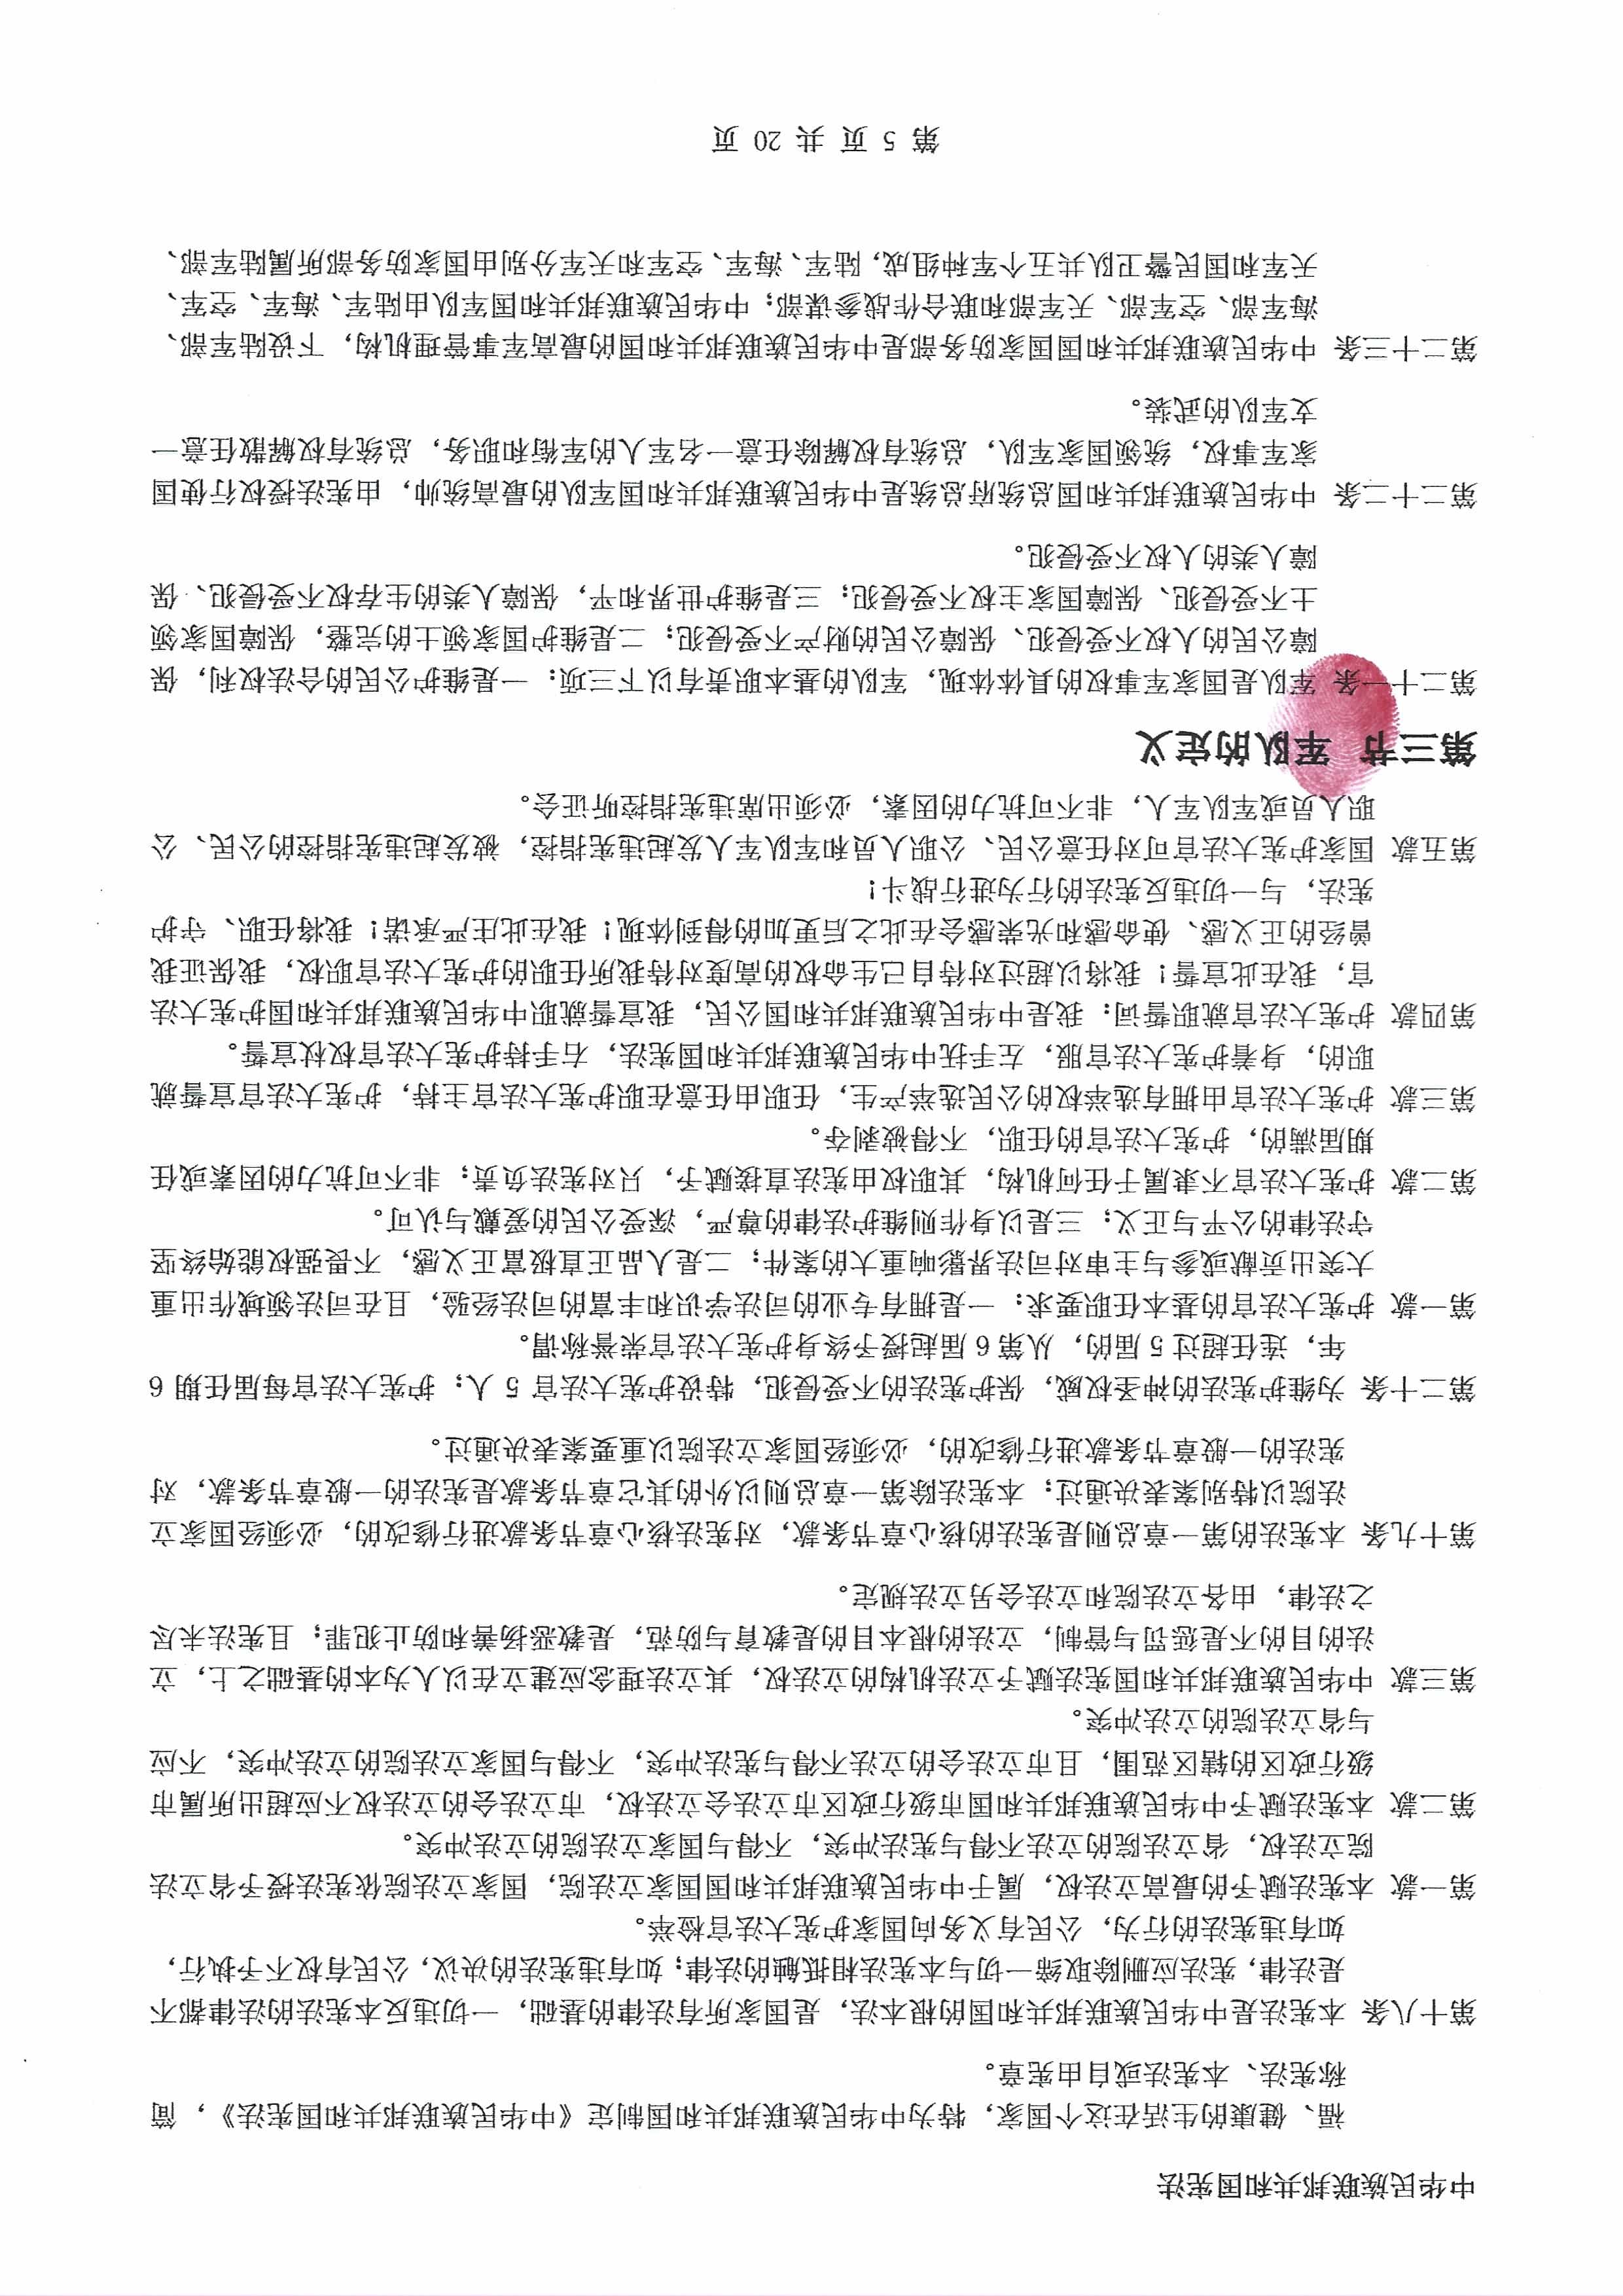 中华民族联邦共和国宪法
福、健康的生活在这个国家，特为中华民族联邦共和国制定《中华民族联邦共和国宪法》，简
称宪法、本宪法或自由宪章。
第十八条 本宪法是中华民族联邦共和国的根本法，是国家所有法律的基础，一切违反本宪法的法律都不
是法律，宪法应删除取缔一切与本宪法相抵触的法律；如有违宪法的决议，公民有权不予执行，
如有违宪法的行为，公民有义务向国家护宪大法官检举。
第一款 本宪法赋予的最高立法权，属于中华民族联邦共和国国家立法院，国家立法院依宪法授予省立法
院立法权，省立法院的立法不得与宪法冲突，不得与国家立法院的立法冲突。
第二款 本宪法赋予中华民族联邦共和国市级行政区市立法会立法权，市立法会的立法权不应超出所属市
级行政区的辖区范围，且市立法会的立法不得与宪法冲突，不得与国家立法院的立法冲突，不应
与省立法院的立法冲突。
第三款 中华民族联邦共和国宪法赋予立法机构的立法权，其立法理念应建立在以人为本的基础之上，立
法的目的不是惩罚与管制，立法的根本目的是教育与防范，是教恶扬善和防止犯罪；且宪法未尽
之法律，由各立法院和立法会另立法规定。
第十九条 本宪法的第一章总则是宪法的核心章节条款，对宪法核心章节条款进行修改的，必须经国家立
法院以特别案表决通过；本宪法除第一章总则以外的其它章节条款是宪法的一般章节条款，对
宪法的一般章节条款进行修改的，必须经国家立法院以重要案表决通过。
第二十条 为维护宪法的神圣权威，保护宪法的不受侵犯，特设护宪大法官 5 人；护宪大法官每届任期 6
年，连任超过 5 届的，从第 6 届起授予终身护宪大法官荣誉称谓。
第一款 护宪大法官的基本任职要求：一是拥有专业的司法学识和丰富的司法经验，且在司法领域作出重
大突出贡献或参与主审对司法界影响重大的案件；二是人品正直极富正义感，不畏强权能始终坚
守法律的公平与正义；三是以身作则维护法律的尊严，深受公民的爱戴与认可。
第二款 护宪大法官不隶属于任何机构，其职权由宪法直接赋予，只对宪法负责；非不可抗力的因素或任
期届满的，护宪大法官的任职，不得被剥夺。
第三款 护宪大法官由拥有选举权的公民选举产生，任职由任意在职护宪大法官主持，护宪大法官宣誓就
职的，身着护宪大法官服，左手抚中华民族联邦共和国宪法，右手持护宪大法官权杖宣誓。
第四款 护宪大法官就职誓词：我是中华民族联邦共和国公民，我宣誓就职中华民族联邦共和国护宪大法
官，我在此宣誓！我将以超过对待自己生命权的高度对待我所任职的护宪大法官职权，我保证我
曾经的正义感、使命感和光荣感会在此之后更加的得到体现！我在此庄严承诺！我将任职、守护
宪法，与一切违反宪法的行为进行战斗！
第五款 国家护宪大法官可对任意公民、公职人员和军队军人发起违宪指控，被发起违宪指控的公民、公
职人员或军队军人，非不可抗力的因素，必须出席违宪指控听证会。
第三节 军队的定义
第二十一条 军队是国家军事权的具体体现，军队的基本职责有以下三项：一是维护公民的合法权利，保
障公民的人权不受侵犯、保障公民的财产不受侵犯；二是维护国家领土的完整，保障国家领
土不受侵犯、保障国家主权不受侵犯；三是维护世界和平，保障人类的生存权不受侵犯、保
障人类的人权不受侵犯。
第二十二条 中华民族联邦共和国总统府总统是中华民族联邦共和国军队的最高统帅，由宪法授权行使国
家军事权，统领国家军队，总统有权解除任意一名军人的军衔和职务，总统有权解散任意一
支军队的武装。
第二十三条 中华民族联邦共和国国家防务部是中华民族联邦共和国的最高军事管理机构，下设陆军部、
海军部、空军部、天军部和联合作战参谋部；中华民族联邦共和国军队由陆军、海军、空军、
天军和国民警卫队共五个军种组成，陆军、海军、空军和天军分别由国家防务部所属陆军部、
第 5 页 共 20 页